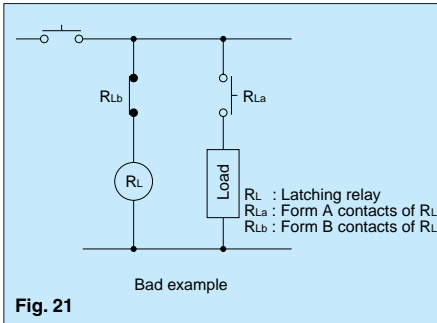 RLb
RLa
RL
Load
RL : Latching relay
RLa : Form A contacts of RL
RLb : Form B contacts of RL
Bad example
Fig. 21